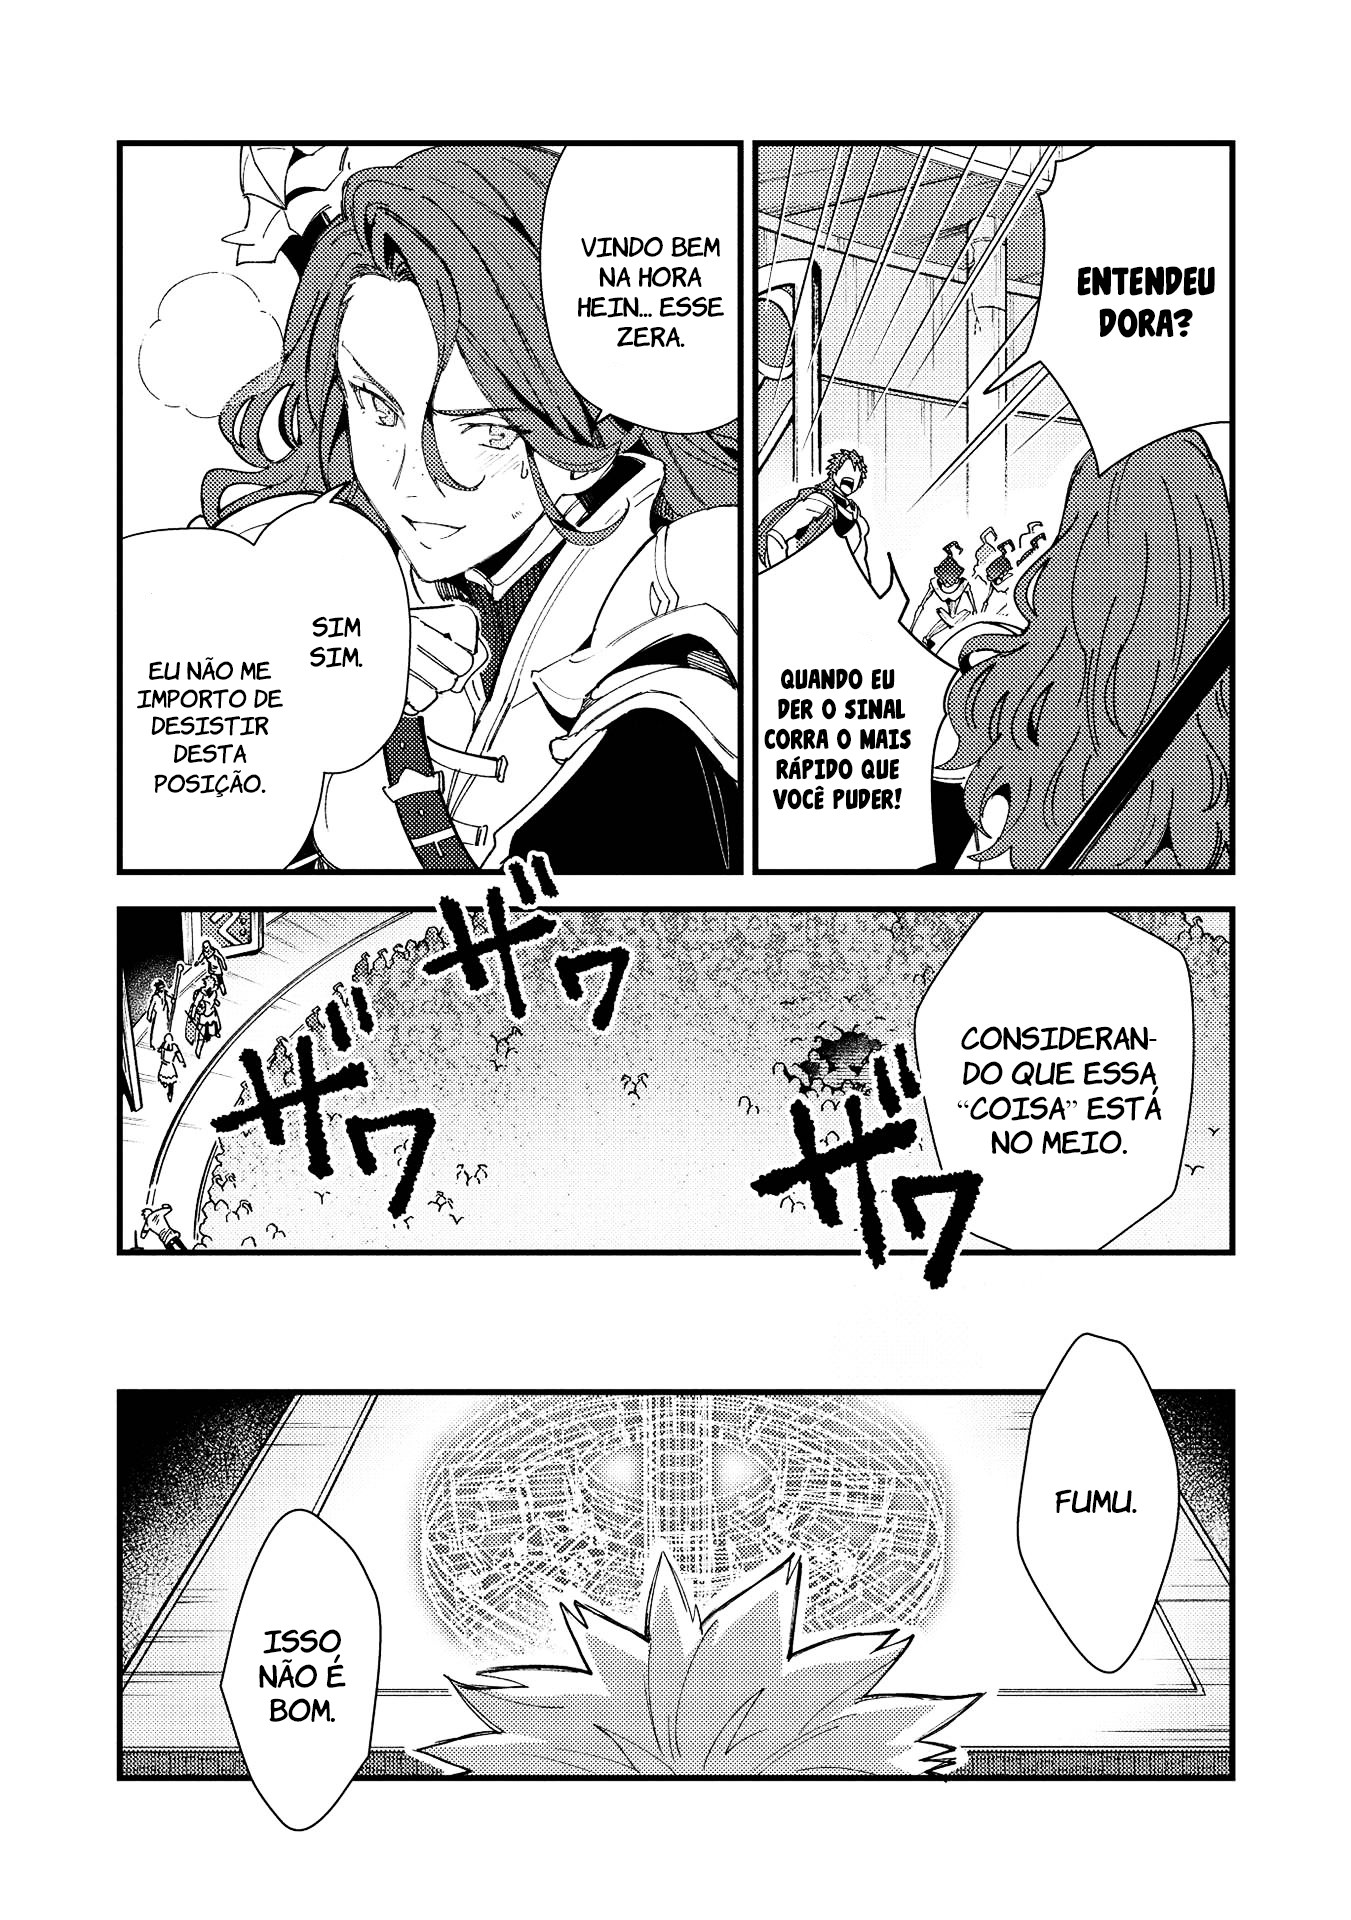 ENTENDEU
DORA?
QUANDO EU
DER O SINAL
CORRA O MAIS
RÁPIDO QUE
VOCÊ PUDER!
VINDO BEM
NA HORA
HEIN... ESSE
ZERA.
SIM
SIM.
EU NÃO ME
IMPORTO DE
DESISTIR
DESTA
POSIÇÃO.
CONSIDERAN-
DO QUE ESSA
“COISA” ESTÁ
NO MEIO.
ザワ
ザワ
ザワ
FUMU.
ISSO
NÃO É
BOM.